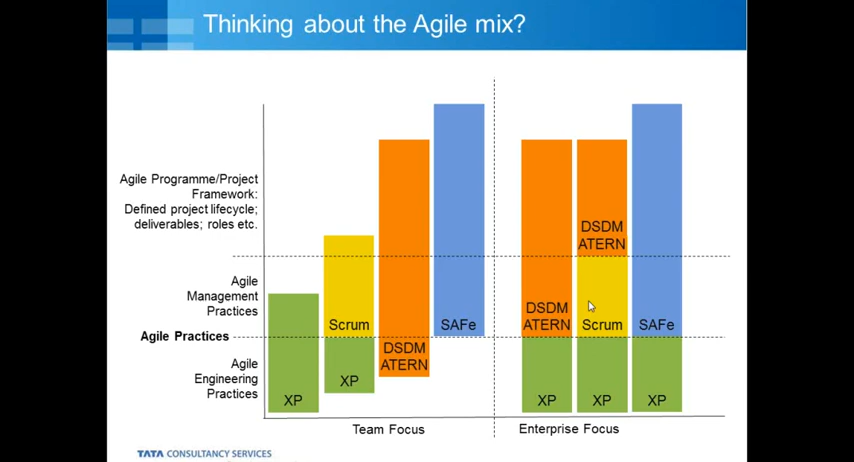 Thinking about the Agile mix?
Agile Programme/Project
Framework:
Defined project lifecycle;
deliverables; roles etc.
Agile
Management
Practices
Agile Practices
Agile
Engineering
Practices
XP
Scrum
XP
DSDM
ATERN
SAFe
DSDM
ATERN
XP
DSDM
ATERN
Scrum
XP
SAFe
XP
Team Focus
Enterprise Focus
TATA CONSULTANCY SERVICES